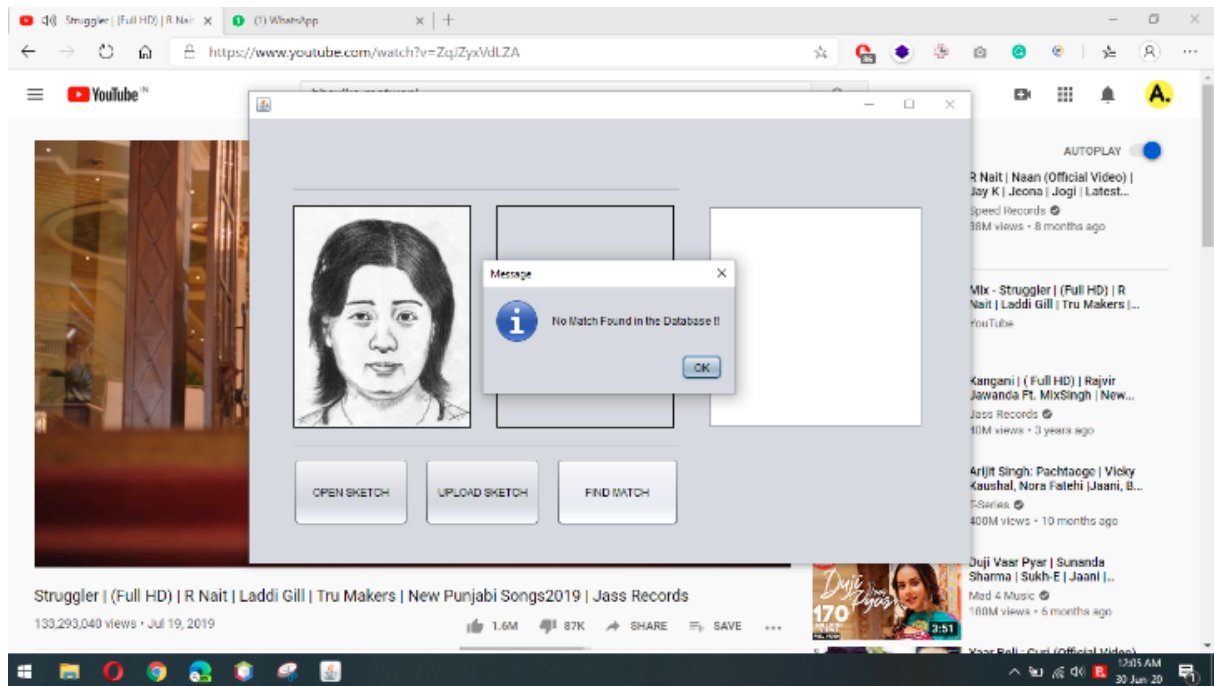 Struggler | (Full HD) | R Nait
(1) WhatsApp
https://www.youtube.com/watch?v=ZqJZyxVdLZA
YouTube IN
A.
AUTOPLAY
R Nait | Naan (Official Video) |
Jay K | Jeona | Jogi | Latest...
Speed Records
38M views • 8 months ago
Mix - Struggler | (Full HD) | R
Nait | Laddi Gill | Tru Makers |...
YouTube
Kangani | ( Full HD) | Rajvir
Jawanda Ft. MixSingh | New...
Jass Records
40M views • 3 years ago
Arijit Singh: Pachtaoge | Vicky
Kaushal, Nora Fatehi |Jaani, B...
T-Series
400M views • 10 months ago
Duji Vaar Pyar | Sunanda
Sharma | Sukh-E | Jaani |...
Mad 4 Music
180M views • 6 months ago
Duji Vaar Pyar
170
3:51
Message
No Match Found in the Database !!
OK
OPEN SKETCH
UPLOAD SKETCH
FIND MATCH
Struggler | (Full HD) | R Nait | Laddi Gill | Tru Makers | New Punjabi Songs2019 | Jass Records
133,293,040 views • Jul 19, 2019
1.6M
87K
SHARE
SAVE
12:05 AM
30-Jun-20